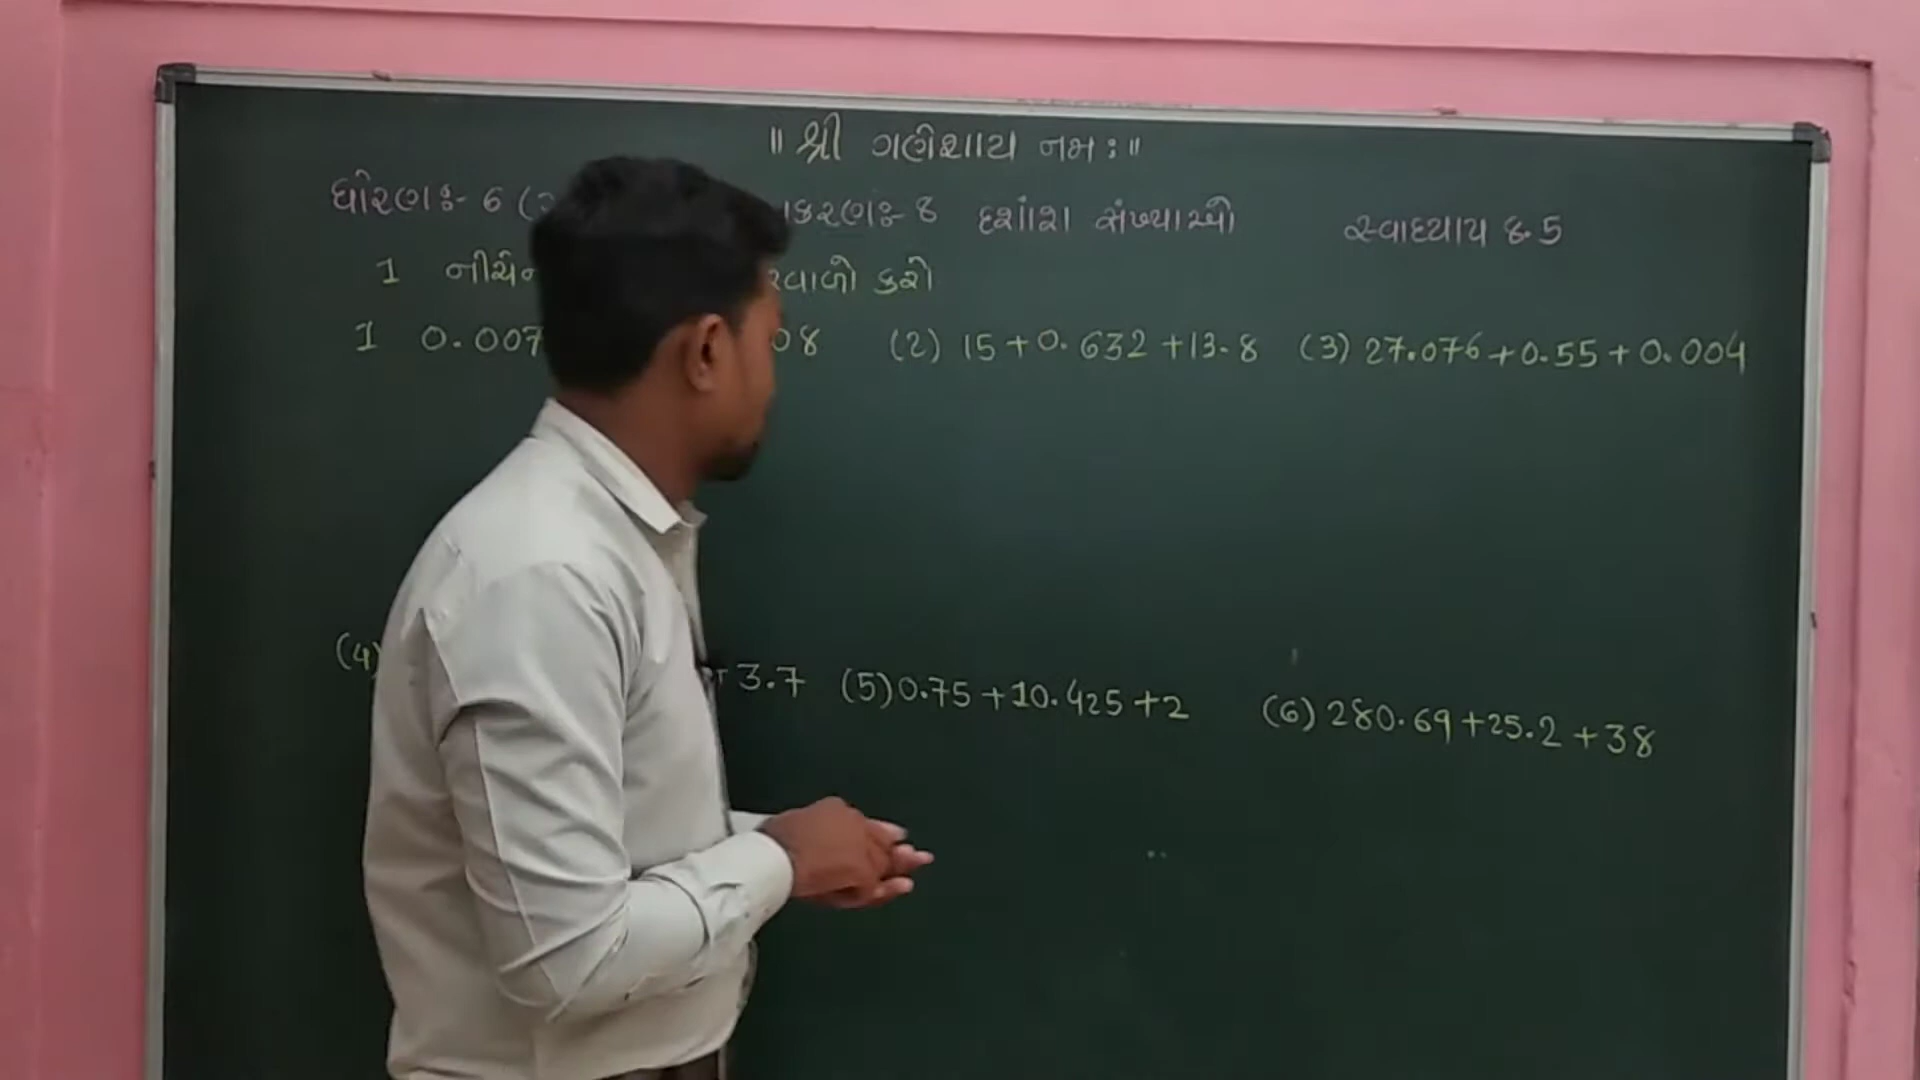 ॥ શ્રી ગણેશાય નમઃ ॥
ધોરણઃ- 6 ( કરણઃ- 8 દશાંશ સંખ્યાઓ સ્વાધ્યાય 8.5
1 નીચેન રવાળો કરો
1 0.007 08 (2) 15+0.632+13.8 (3) 27.076+0.55+0.004
(4) + 3.7 (5) 0.75+10.425+2 (6) 280.69+25.2+38